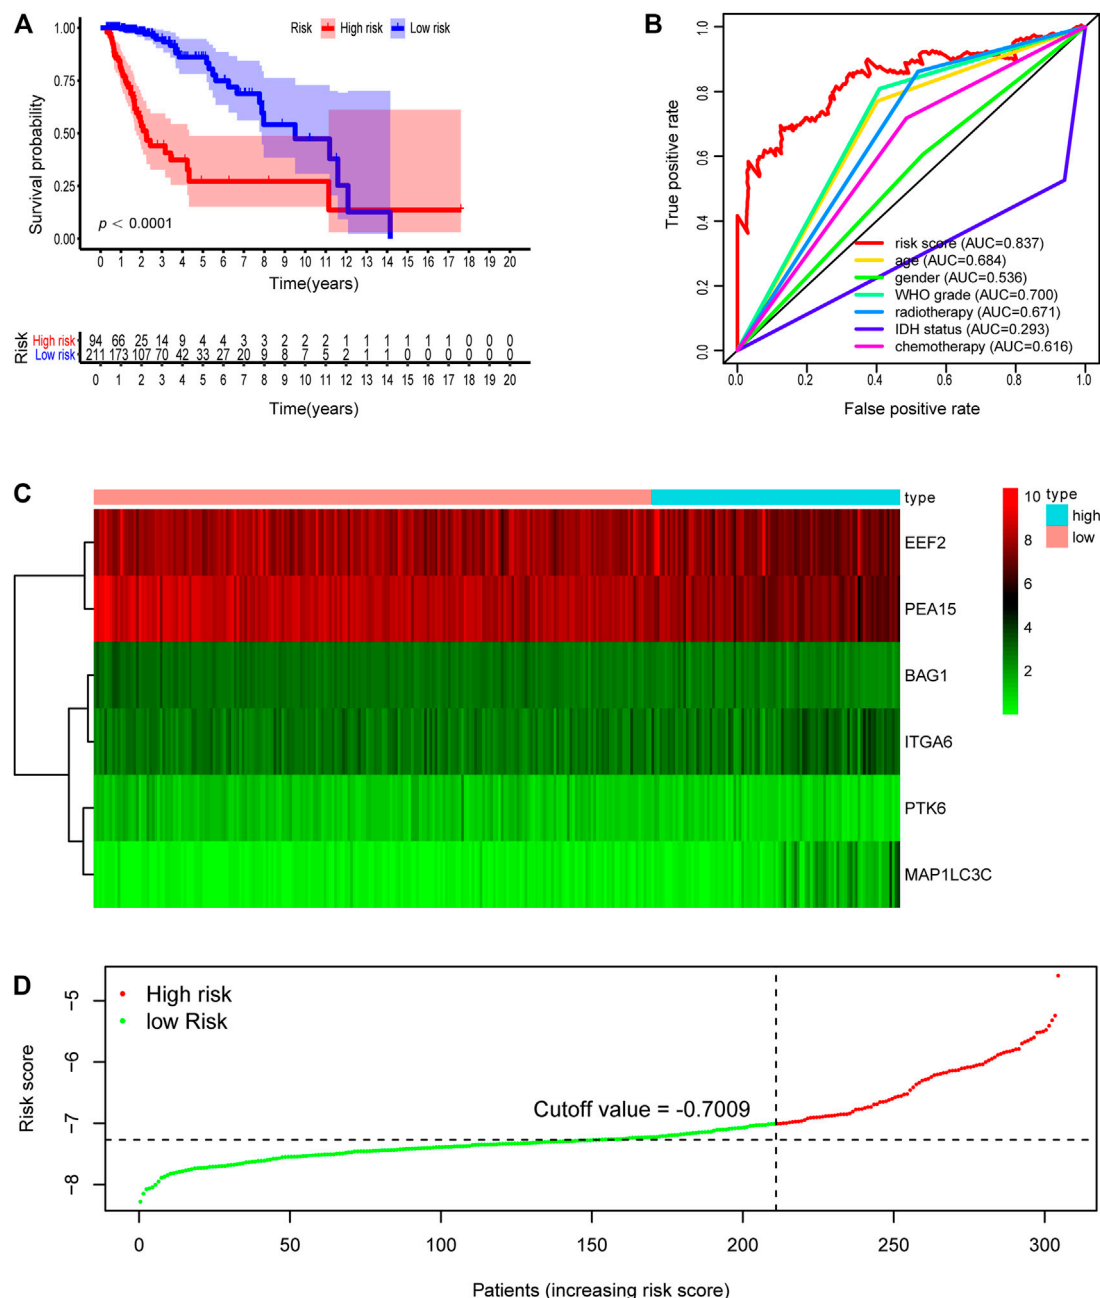 A
Risk High risk Low risk
Survival probability
1.00
0.75
0.50
0.25
0.00
p < 0.0001
0 1 2 3 4 5 6 7 8 9 10 11 12 13 14 15 16 17 18 19 20
Time(years)
Risk
High risk 94 66 25 14 9 4 4 3 3 2 2 2 1 1 1 1 1 1 0 0 0
Low risk 211 173 107 70 42 33 27 20 9 8 7 5 2 1 1 0 0 0 0 0 0
0 1 2 3 4 5 6 7 8 9 10 11 12 13 14 15 16 17 18 19 20
Time(years)
B
True positive rate
1.0
0.8
0.6
0.4
0.2
0.0
risk score (AUC=0.837)
age (AUC=0.684)
gender (AUC=0.536)
WHO grade (AUC=0.700)
radiotherapy (AUC=0.671)
IDH status (AUC=0.293)
chemotherapy (AUC=0.616)
0.0 0.2 0.4 0.6 0.8 1.0
False positive rate
C
type
EEF2
PEA15
BAG1
ITGA6
PTK6
MAP1LC3C
10
8
6
4
2
type
high
low
D
High risk
low Risk
Risk score
-5
-6
-7
-8
Cutoff value = -0.7009
0 50 100 150 200 250 300
Patients (increasing risk score)